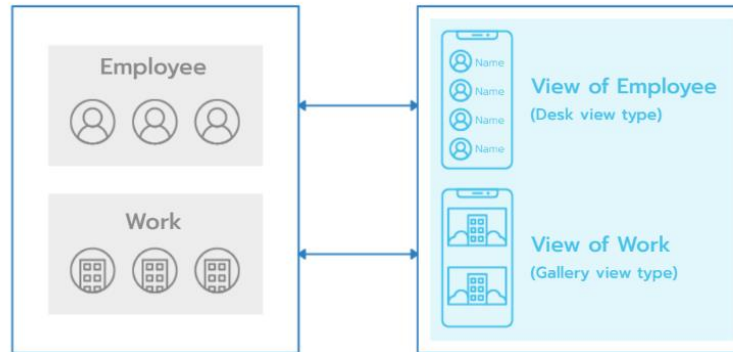 Employee
Work
Name
Name
Name
Name
View of Employee
(Desk view type)
View of Work
(Gallery view type)